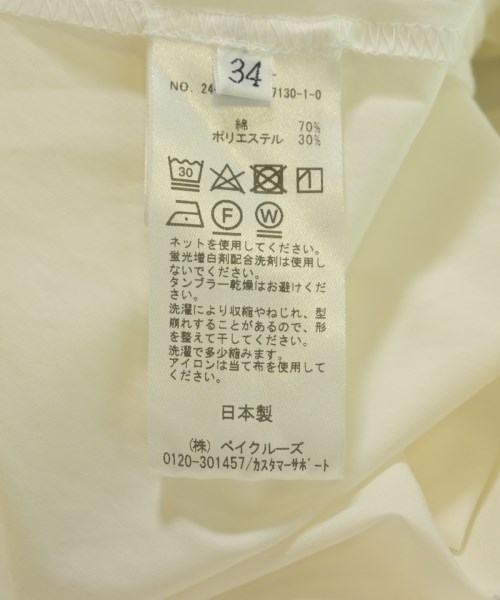 34
NO. 24- 7130-1-0
綿 70%
ポリエステル 30%
30
F W
ネットを使用してください。
蛍光増白剤配合洗剤は使用し
ないでください。
タンブラー乾燥はお避けくだ
さい。
洗濯により収縮やねじれ、型
崩れすることがあるので、形
を整えて干してください。
洗濯で多少縮みます。
アイロンは当て布を使用して
ください。
日本製
(株) ベイクルーズ
0120-301457/カスタマーサポート